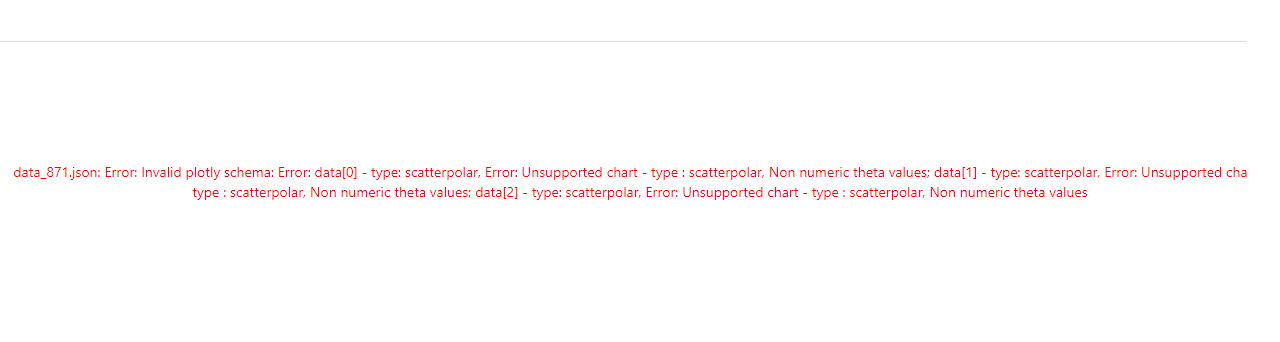 data_871.json: Error: Invalid plotly schema: Error: data[0] - type: scatterpolar, Error: Unsupported chart - type : scatterpolar, Non numeric theta values; data[1] - type: scatterpolar, Error: Unsupported cha
type : scatterpolar, Non numeric theta values; data[2] - type: scatterpolar, Error: Unsupported chart - type : scatterpolar, Non numeric theta values